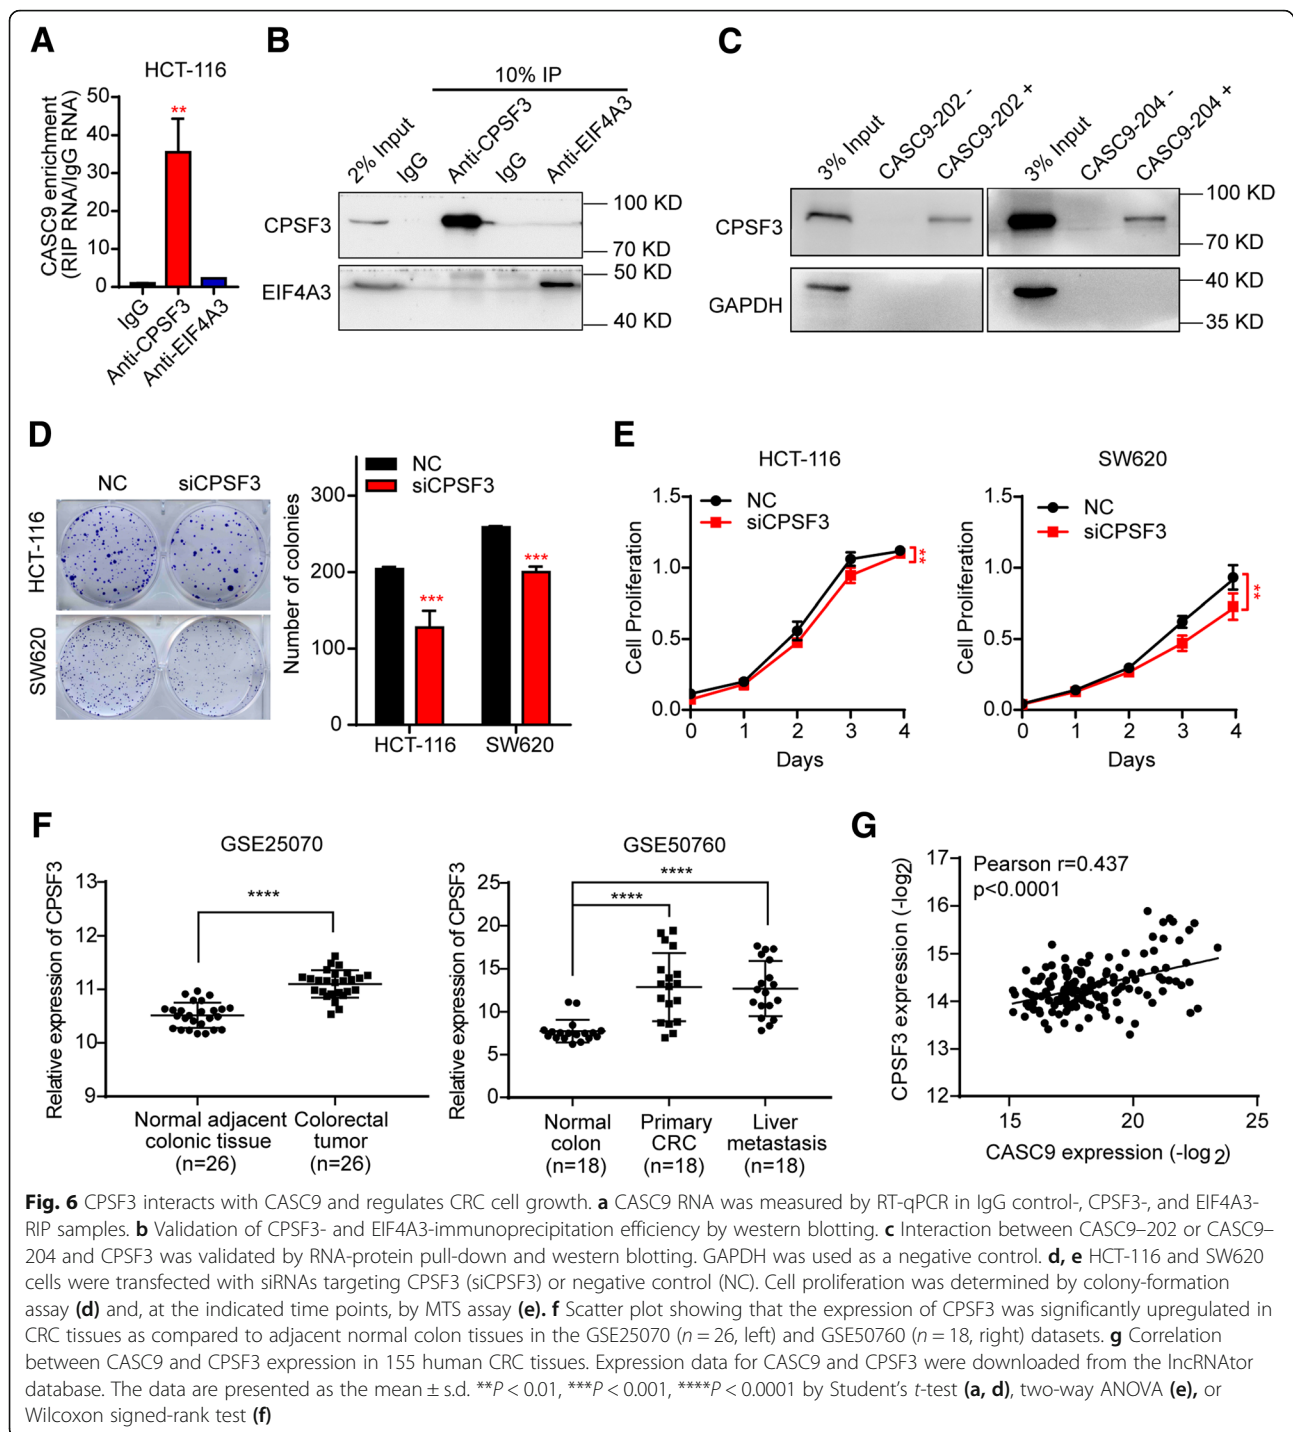 A
HCT-116
CASC9 enrichment
(RIP RNA/IgG RNA)
50
40
30
20
10
0
**
IgG
Anti-CPSF3
Anti-EIF4A3
B
10% IP
2% Input
IgG
Anti-CPSF3
IgG
Anti-EIF4A3
CPSF3
100 KD
70 KD
EIF4A3
50 KD
40 KD
C
3% Input
CASC9-202 -
CASC9-202 +
3% Input
CASC9-204 -
CASC9-204 +
CPSF3
100 KD
70 KD
GAPDH
40 KD
35 KD
D
NC
siCPSF3
HCT-116
SW620
NC
siCPSF3
Number of colonies
300
200
100
0
***
***
HCT-116
SW620
E
HCT-116
NC
siCPSF3
Cell Proliferation
1.5
1.0
0.5
0.0
**
0 1 2 3 4
Days
SW620
NC
siCPSF3
Cell Proliferation
1.5
1.0
0.5
0.0
**
0 1 2 3 4
Days
F
GSE25070
Relative expression of CPSF3
13
12
11
10
9
****
Normal adjacent
colonic tissue
(n=26)
Colorectal
tumor
(n=26)
GSE50760
Relative expression of CPSF3
25
20
15
10
5
0
****
****
Normal
colon
(n=18)
Primary
CRC
(n=18)
Liver
metastasis
(n=18)
G
CPSF3 expression (-log2)
17
16
15
14
13
12
Pearson r=0.437
p<0.0001
15 20 25
CASC9 expression (-log2)
Fig. 6 CPSF3 interacts with CASC9 and regulates CRC cell growth. a CASC9 RNA was measured by RT-qPCR in IgG control-, CPSF3-, and EIF4A3-
RIP samples. b Validation of CPSF3- and EIF4A3-immunoprecipitation efficiency by western blotting. c Interaction between CASC9–202 or CASC9–
204 and CPSF3 was validated by RNA-protein pull-down and western blotting. GAPDH was used as a negative control. d, e HCT-116 and SW620
cells were transfected with siRNAs targeting CPSF3 (siCPSF3) or negative control (NC). Cell proliferation was determined by colony-formation
assay (d) and, at the indicated time points, by MTS assay (e). f Scatter plot showing that the expression of CPSF3 was significantly upregulated in
CRC tissues as compared to adjacent normal colon tissues in the GSE25070 (n = 26, left) and GSE50760 (n = 18, right) datasets. g Correlation
between CASC9 and CPSF3 expression in 155 human CRC tissues. Expression data for CASC9 and CPSF3 were downloaded from the lncRNAtor
database. The data are presented as the mean ± s.d. **P < 0.01, ***P < 0.001, ****P < 0.0001 by Student’s t-test (a, d), two-way ANOVA (e), or
Wilcoxon signed-rank test (f)